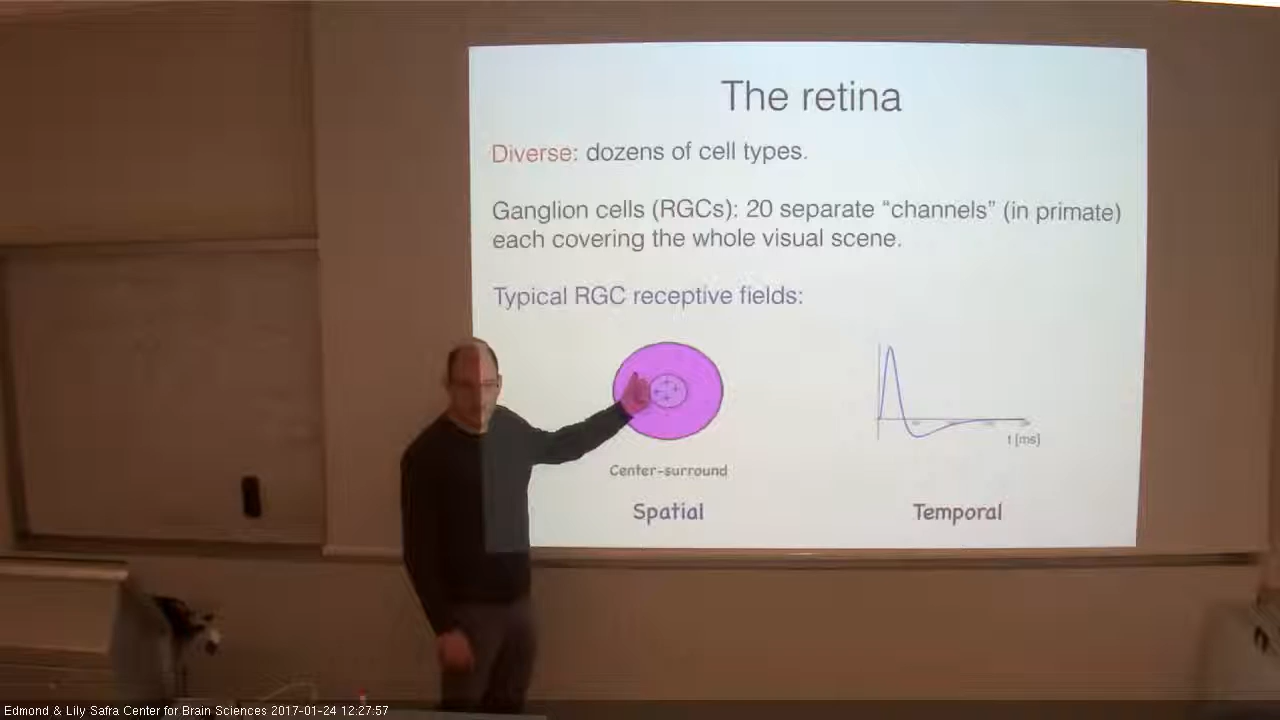 The retina
Diverse: dozens of cell types.
Ganglion cells (RGCs): 20 separate “channels” (in primate)
each covering the whole visual scene.
Typical RGC receptive fields:
t [ms]
Center-surround
Spatial
Temporal
Edmond & Lily Safra Center for Brain Sciences 2017-01-24 12:27:57